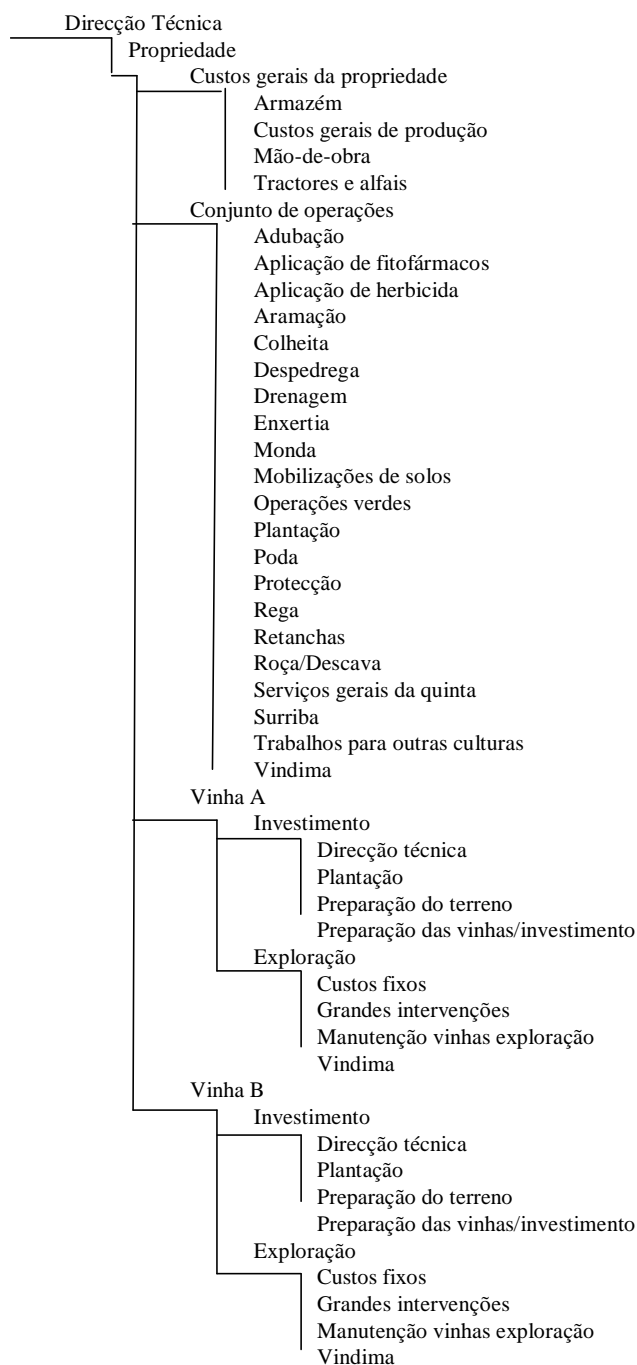 Direcção Técnica
Propriedade
Custos gerais da propriedade
Armazém
Custos gerais de produção
Mão-de-obra
Tractores e alfais
Conjunto de operações
Adubação
Aplicação de fitofármacos
Aplicação de herbicida
Aramação
Colheita
Despedrega
Drenagem
Enxertia
Monda
Mobilizações de solos
Operações verdes
Plantação
Poda
Protecção
Rega
Retanchas
Roça/Descava
Serviços gerais da quinta
Surriba
Trabalhos para outras culturas
Vindima
Vinha A
Investimento
Direcção técnica
Plantação
Preparação do terreno
Preparação das vinhas/investimento
Exploração
Custos fixos
Grandes intervenções
Manutenção vinhas exploração
Vindima
Vinha B
Investimento
Direcção técnica
Plantação
Preparação do terreno
Preparação das vinhas/investimento
Exploração
Custos fixos
Grandes intervenções
Manutenção vinhas exploração
Vindima